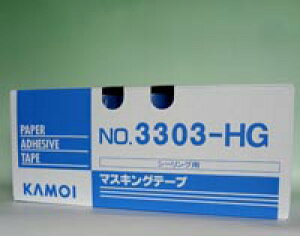 PAPER
ADHESIVE
TAPE
NO. 3303-HG
シーリング用
KAMOI
マスキングテープ